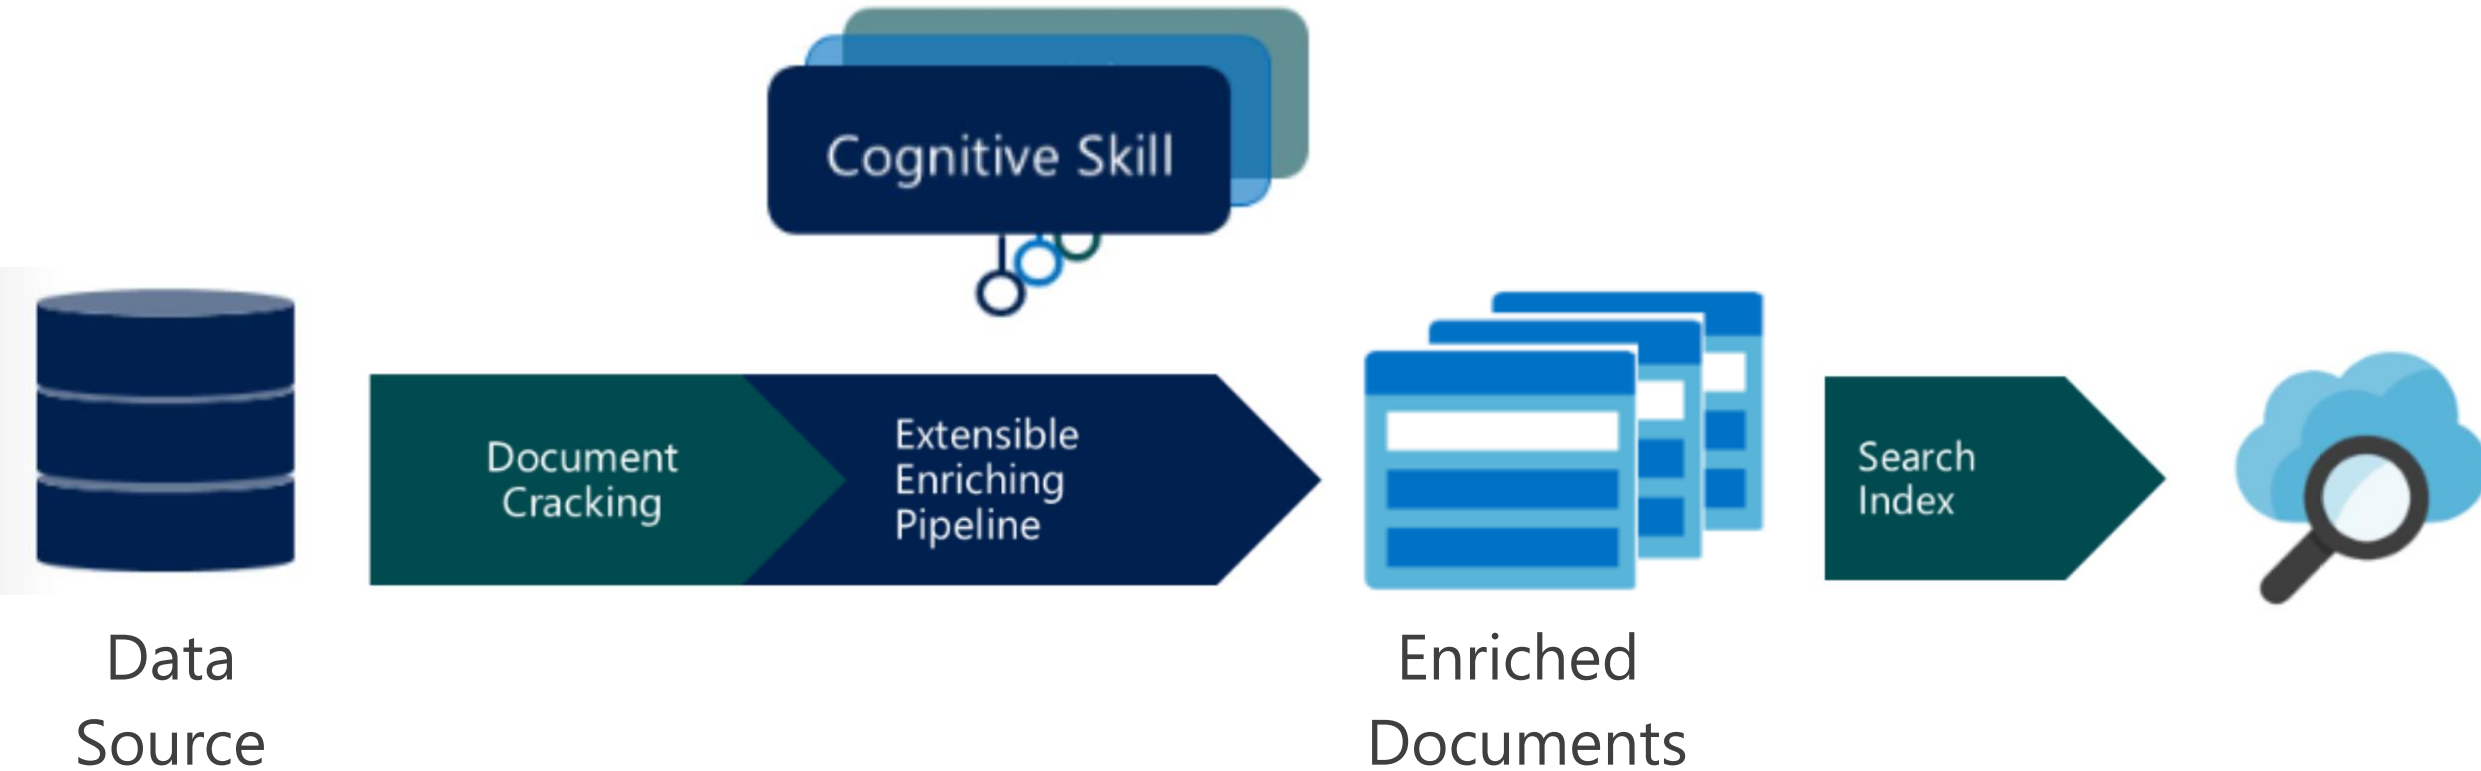 Cognitive Skill
Document
Cracking
Extensible
Enriching
Pipeline
Search
Index
Data
Source
Enriched
Documents